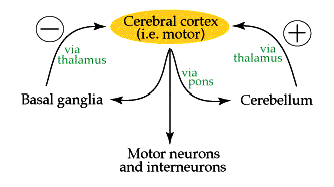 Cerebral cortex
(i.e. motor)
−
+
via
thalamus
via
thalamus
via
pons
Basal ganglia
Cerebellum
Motor neurons
and interneurons